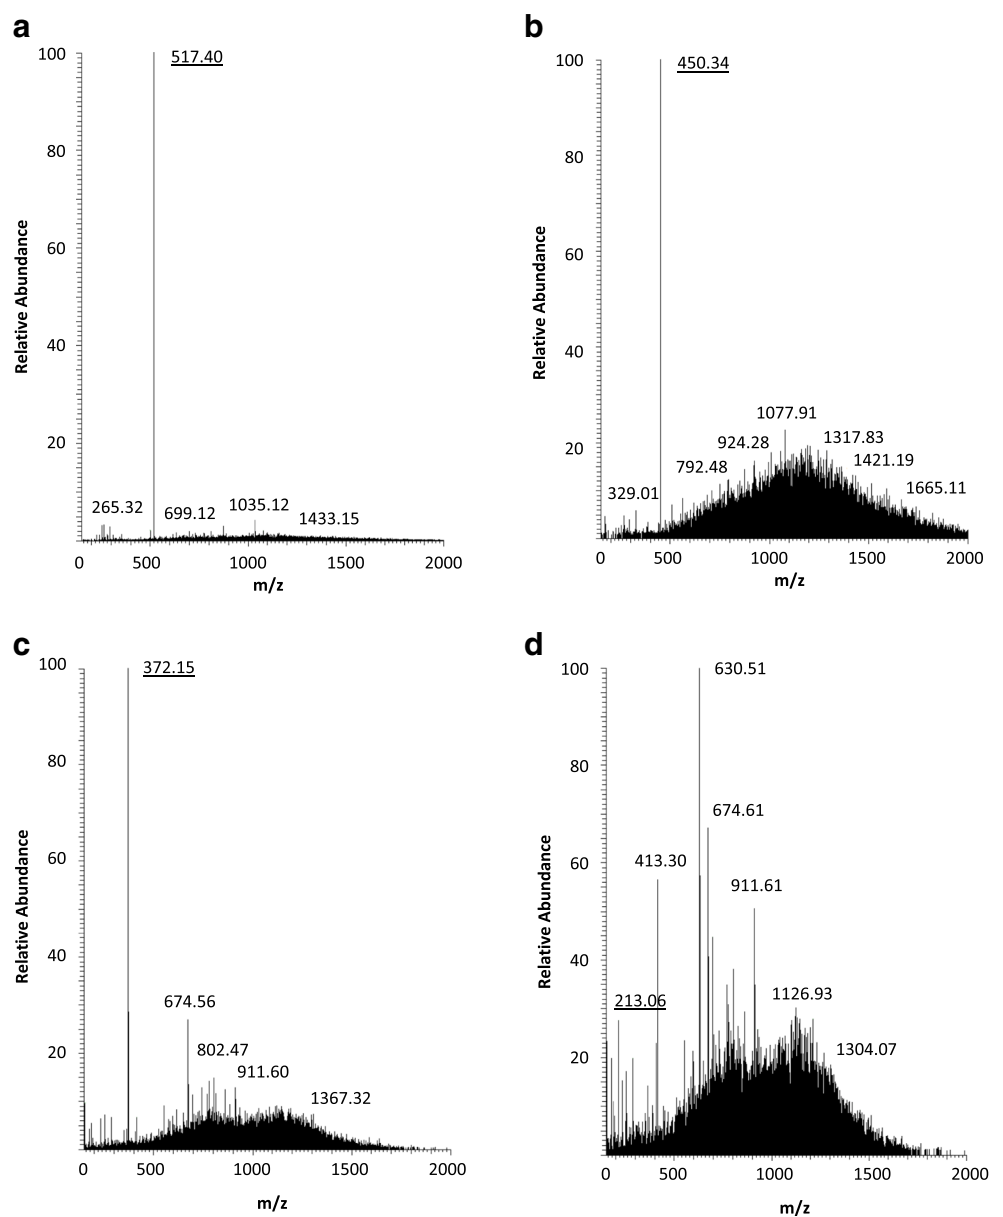 a
517.40
100
80
60
40
20
Relative Abundance
265.32
699.12
1035.12
1433.15
0 500 1000 1500 2000
m/z
b
450.34
100
80
60
40
20
Relative Abundance
329.01
792.48
924.28
1077.91
1317.83
1421.19
1665.11
0 500 1000 1500 2000
m/z
c
372.15
100
80
60
40
20
Relative Abundance
674.56
802.47
911.60
1367.32
0 500 1000 1500 2000
m/z
d
630.51
100
80
60
40
20
Relative Abundance
674.61
413.30
911.61
213.06
1126.93
1304.07
0 500 1000 1500 2000
m/z